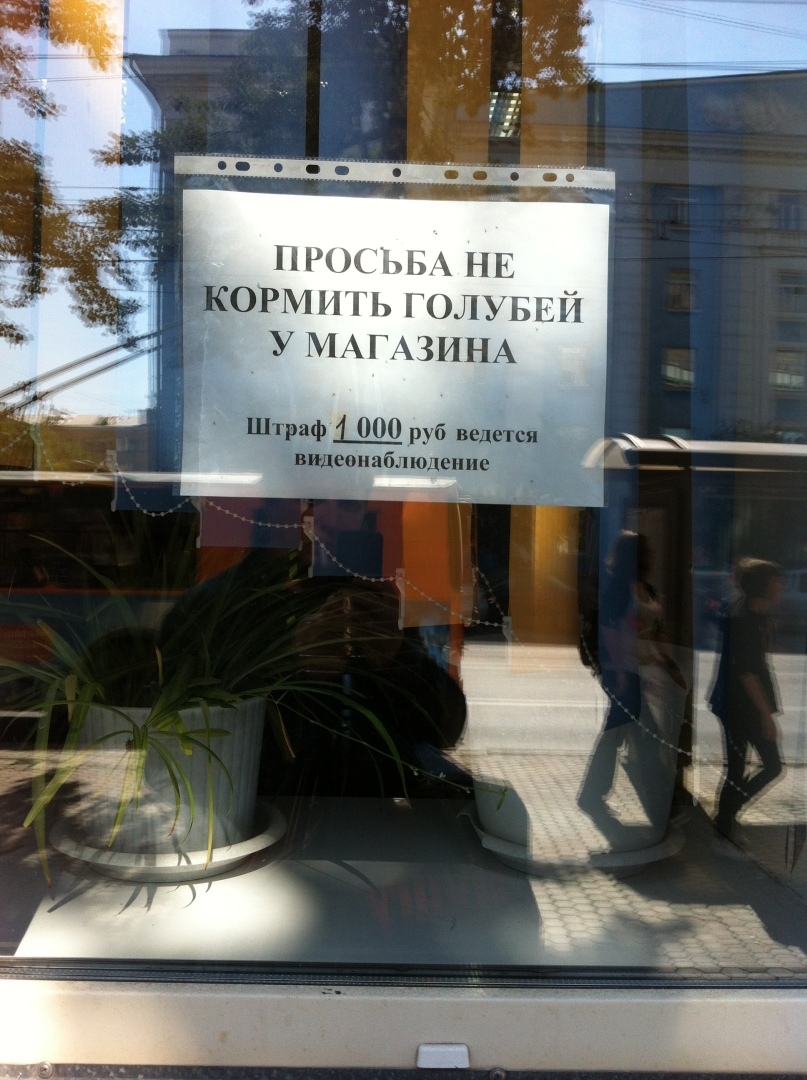 ПРОСЬБА НЕ
КОРМИТЬ ГОЛУБЕЙ
У МАГАЗИНА
Штраф 1 000 руб ведется
видеонаблюдение